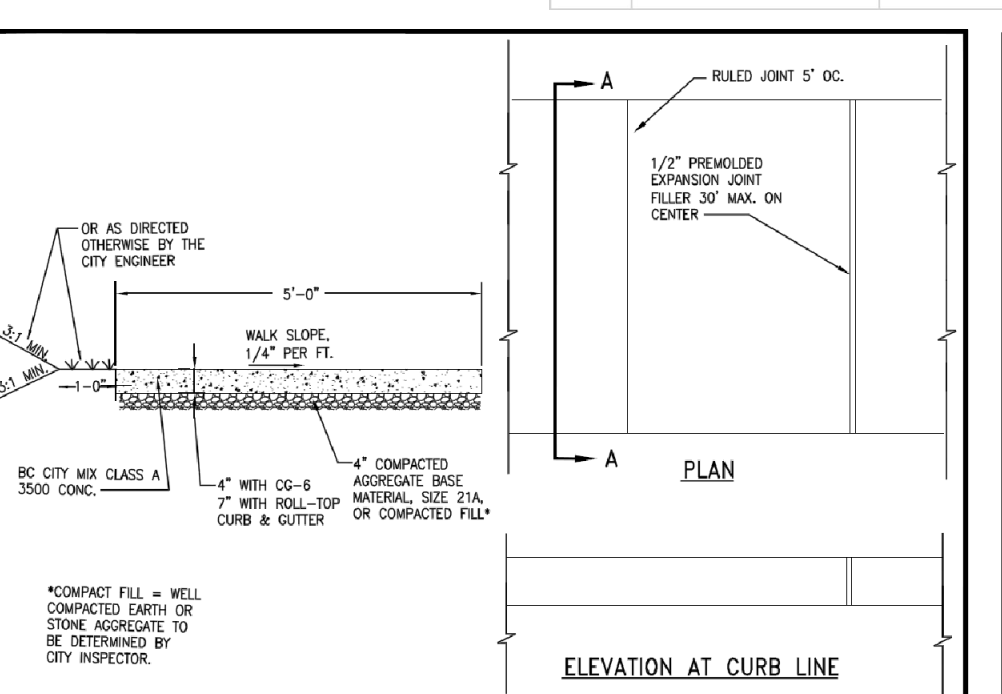 OR AS DIRECTED
OTHERWISE BY THE
CITY ENGINEER
5'-0"
WALK SLOPE,
1/4" PER FT.
3:1 MIN.
3:1 MIN.
1-0"
BC CITY MIX CLASS A
3500 CONC.
4" WITH CG-6
7" WITH ROLL-TOP
CURB & GUTTER
4" COMPACTED
AGGREGATE BASE
MATERIAL, SIZE 21A,
OR COMPACTED FILL*
*COMPACT FILL = WELL
COMPACTED EARTH OR
STONE AGGREGATE TO
BE DETERMINED BY
CITY INSPECTOR.
A
RULED JOINT 5' OC.
1/2" PREMOLDED
EXPANSION JOINT
FILLER 30' MAX. ON
CENTER
A
PLAN
ELEVATION AT CURB LINE